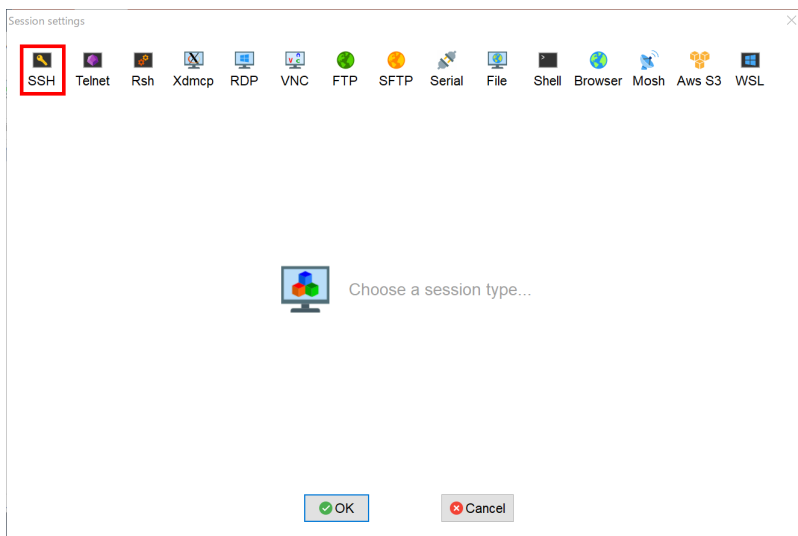 Session settings
SSH Telnet Rsh Xdmcp RDP VNC FTP SFTP Serial File Shell Browser Mosh Aws S3 WSL
Choose a session type...
OK Cancel